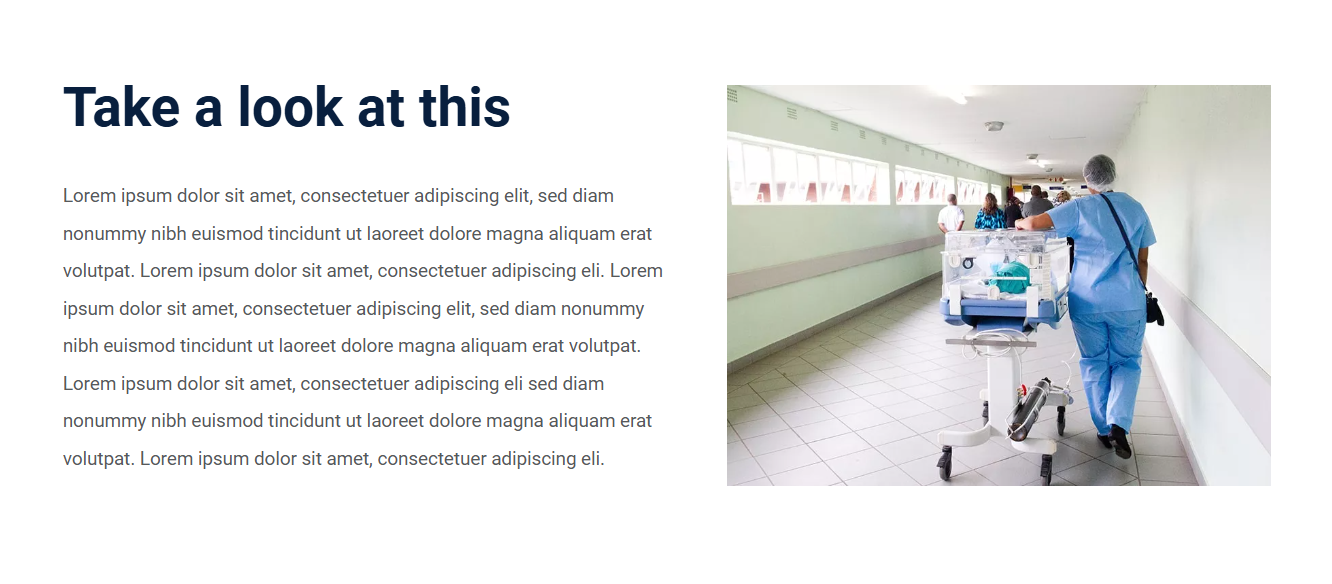 Take a look at this
Lorem ipsum dolor sit amet, consectetuer adipiscing elit, sed diam
nonummy nibh euismod tincidunt ut laoreet dolore magna aliquam erat
volutpat. Lorem ipsum dolor sit amet, consectetuer adipiscing eli. Lorem
ipsum dolor sit amet, consectetuer adipiscing elit, sed diam nonummy
nibh euismod tincidunt ut laoreet dolore magna aliquam erat volutpat.
Lorem ipsum dolor sit amet, consectetuer adipiscing eli sed diam
nonummy nibh euismod tincidunt ut laoreet dolore magna aliquam erat
volutpat. Lorem ipsum dolor sit amet, consectetuer adipiscing eli.